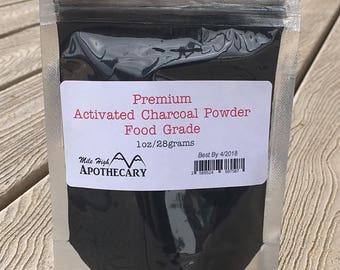 Premium
Activated Charcoal Powder
Food Grade
1oz/28grams
Mile High
APOTHECARY
Best By 4/2018